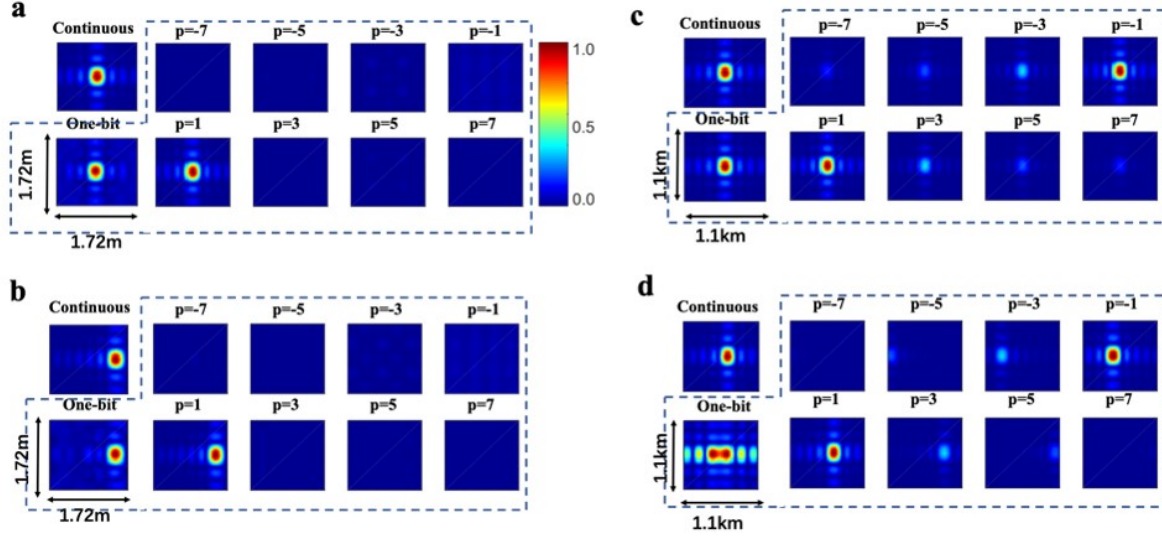 a
Continuous p=-7 p=-5 p=-3 p=-1
1.0
0.5
0.0
One-bit p=1 p=3 p=5 p=7
1.72m
1.72m
b
Continuous p=-7 p=-5 p=-3 p=-1
One-bit p=1 p=3 p=5 p=7
1.72m
1.72m
c
Continuous p=-7 p=-5 p=-3 p=-1
One-bit p=1 p=3 p=5 p=7
1.1km
1.1km
d
Continuous p=-7 p=-5 p=-3 p=-1
One-bit p=1 p=3 p=5 p=7
1.1km
1.1km